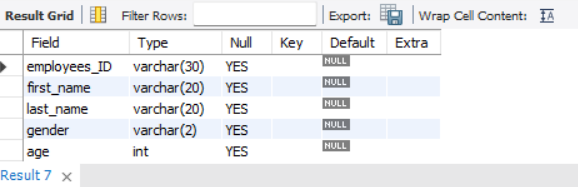 Result Grid Filter Rows: Export: Wrap Cell Content:
Field Type Null Key Default Extra
employees_ID varchar(30) YES NULL
first_name varchar(20) YES NULL
last_name varchar(20) YES NULL
gender varchar(2) YES NULL
age int YES NULL
Result 7 ×